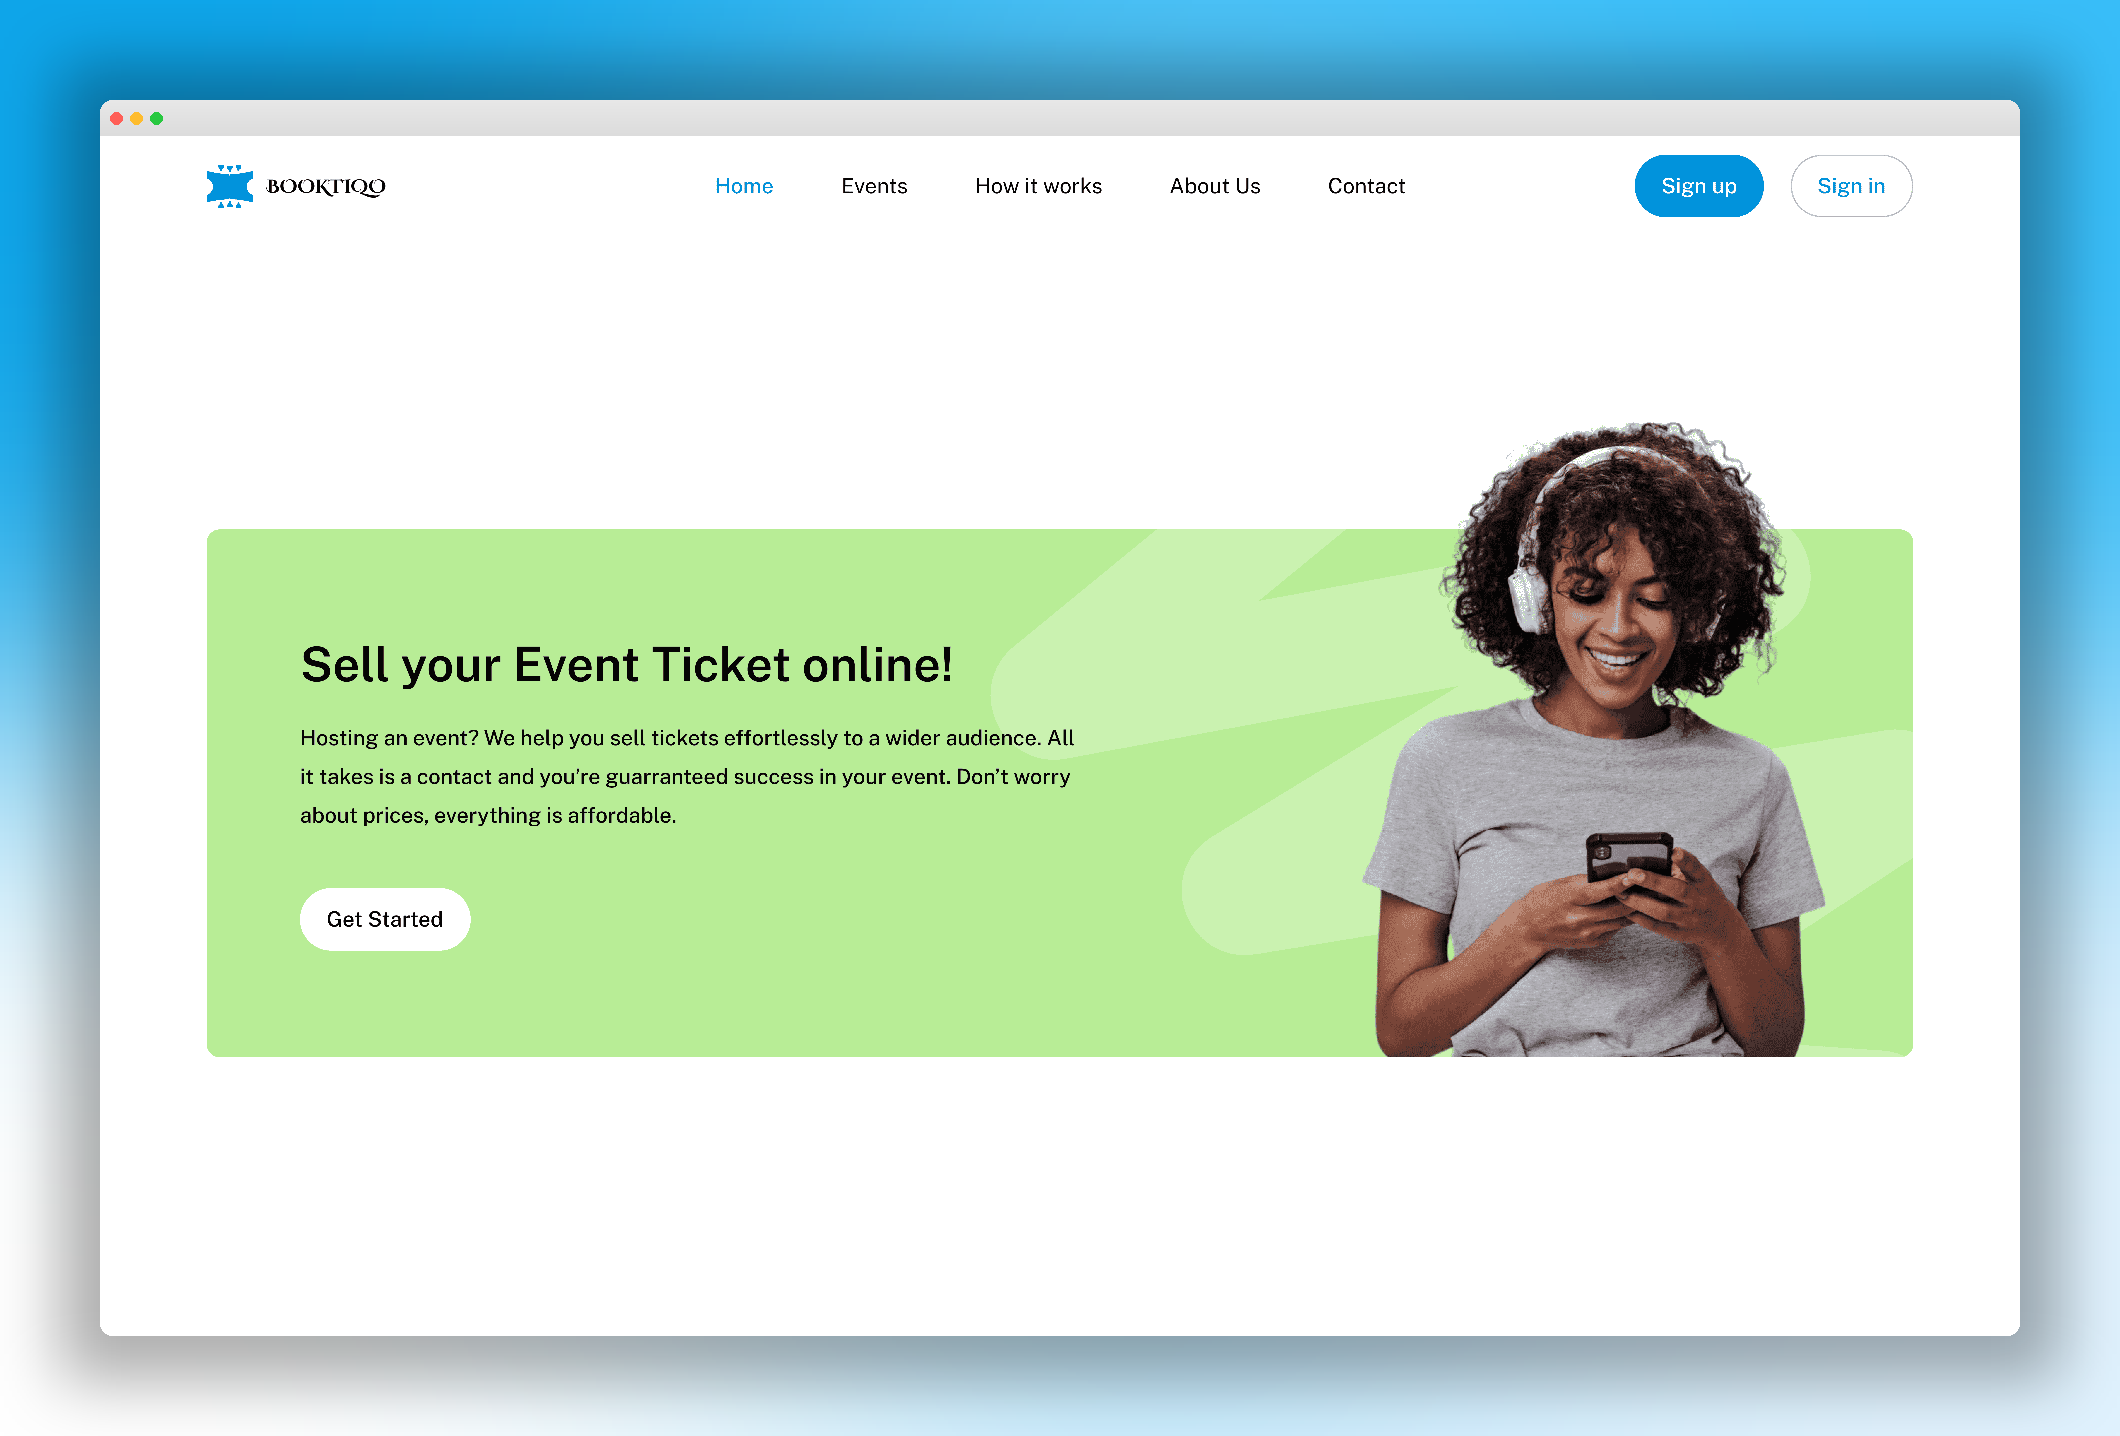 BOOKTIQO
Home
Events
How it works
About Us
Contact
Sign up
Sign in
Sell your Event Ticket online!
Hosting an event? We help you sell tickets effortlessly to a wider audience. All
it takes is a contact and you're guarranteed success in your event. Don’t worry
about prices, everything is affordable.
Get Started